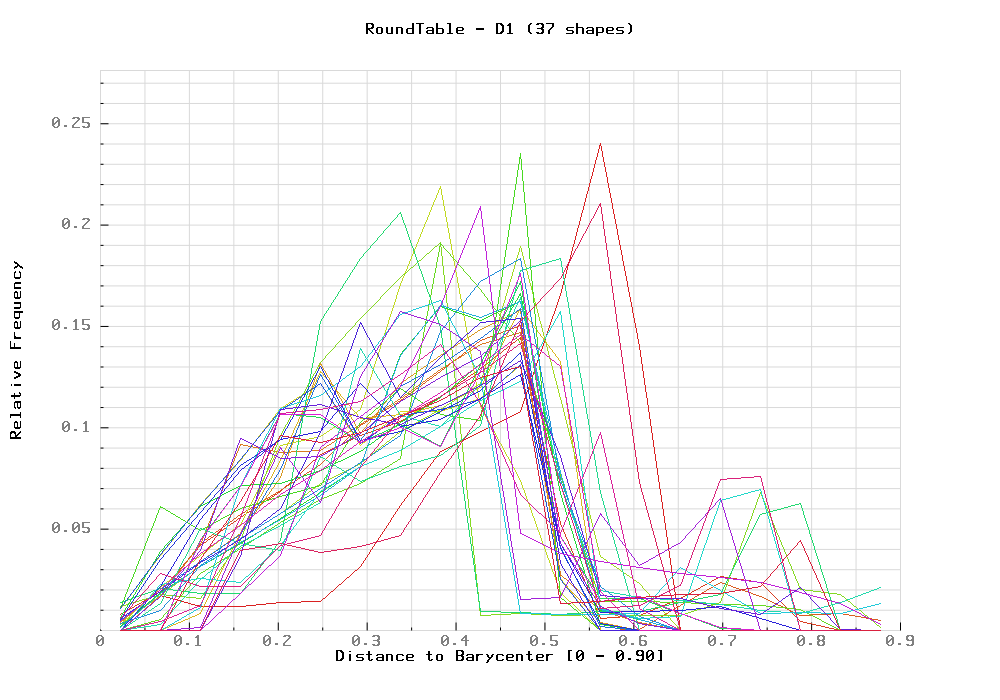 RoundTable - D1 (37 shapes)
0.25
0.2
0.15
0.1
0.05
Relative Frequency
0 0.1 0.2 0.3 0.4 0.5 0.6 0.7 0.8 0.9
Distance to Barycenter [0 - 0.90]